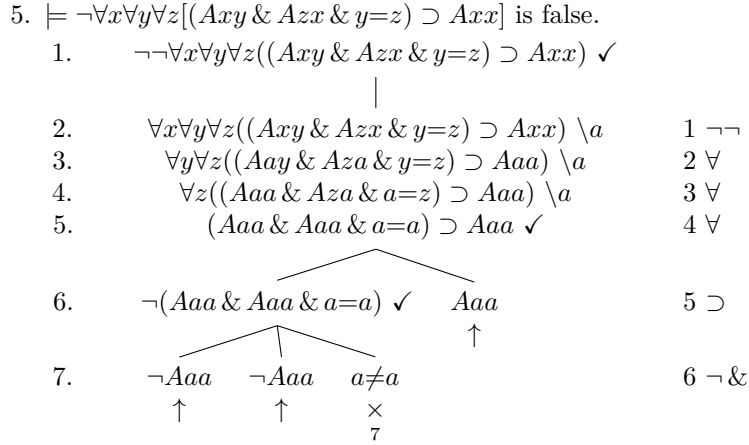 5. ⊨ ¬∀x∀y∀z[(Axy & Azx & y=z) ⊃ Axx] is false.
1. ¬¬∀x∀y∀z((Axy & Azx & y=z) ⊃ Axx) ✓
2. ∀x∀y∀z((Axy & Azx & y=z) ⊃ Axx) \a 1 ¬¬
3. ∀y∀z((Aay & Aza & y=z) ⊃ Aaa) \a 2 ∀
4. ∀z((Aaa & Aza & a=z) ⊃ Aaa) \a 3 ∀
5. (Aaa & Aaa & a=a) ⊃ Aaa ✓ 4 ∀
6. ¬(Aaa & Aaa & a=a) ✓ Aaa 5 ⊃
↑
7. ¬Aaa ¬Aaa a≠a 6 ¬ &
↑ ↑ ×
7